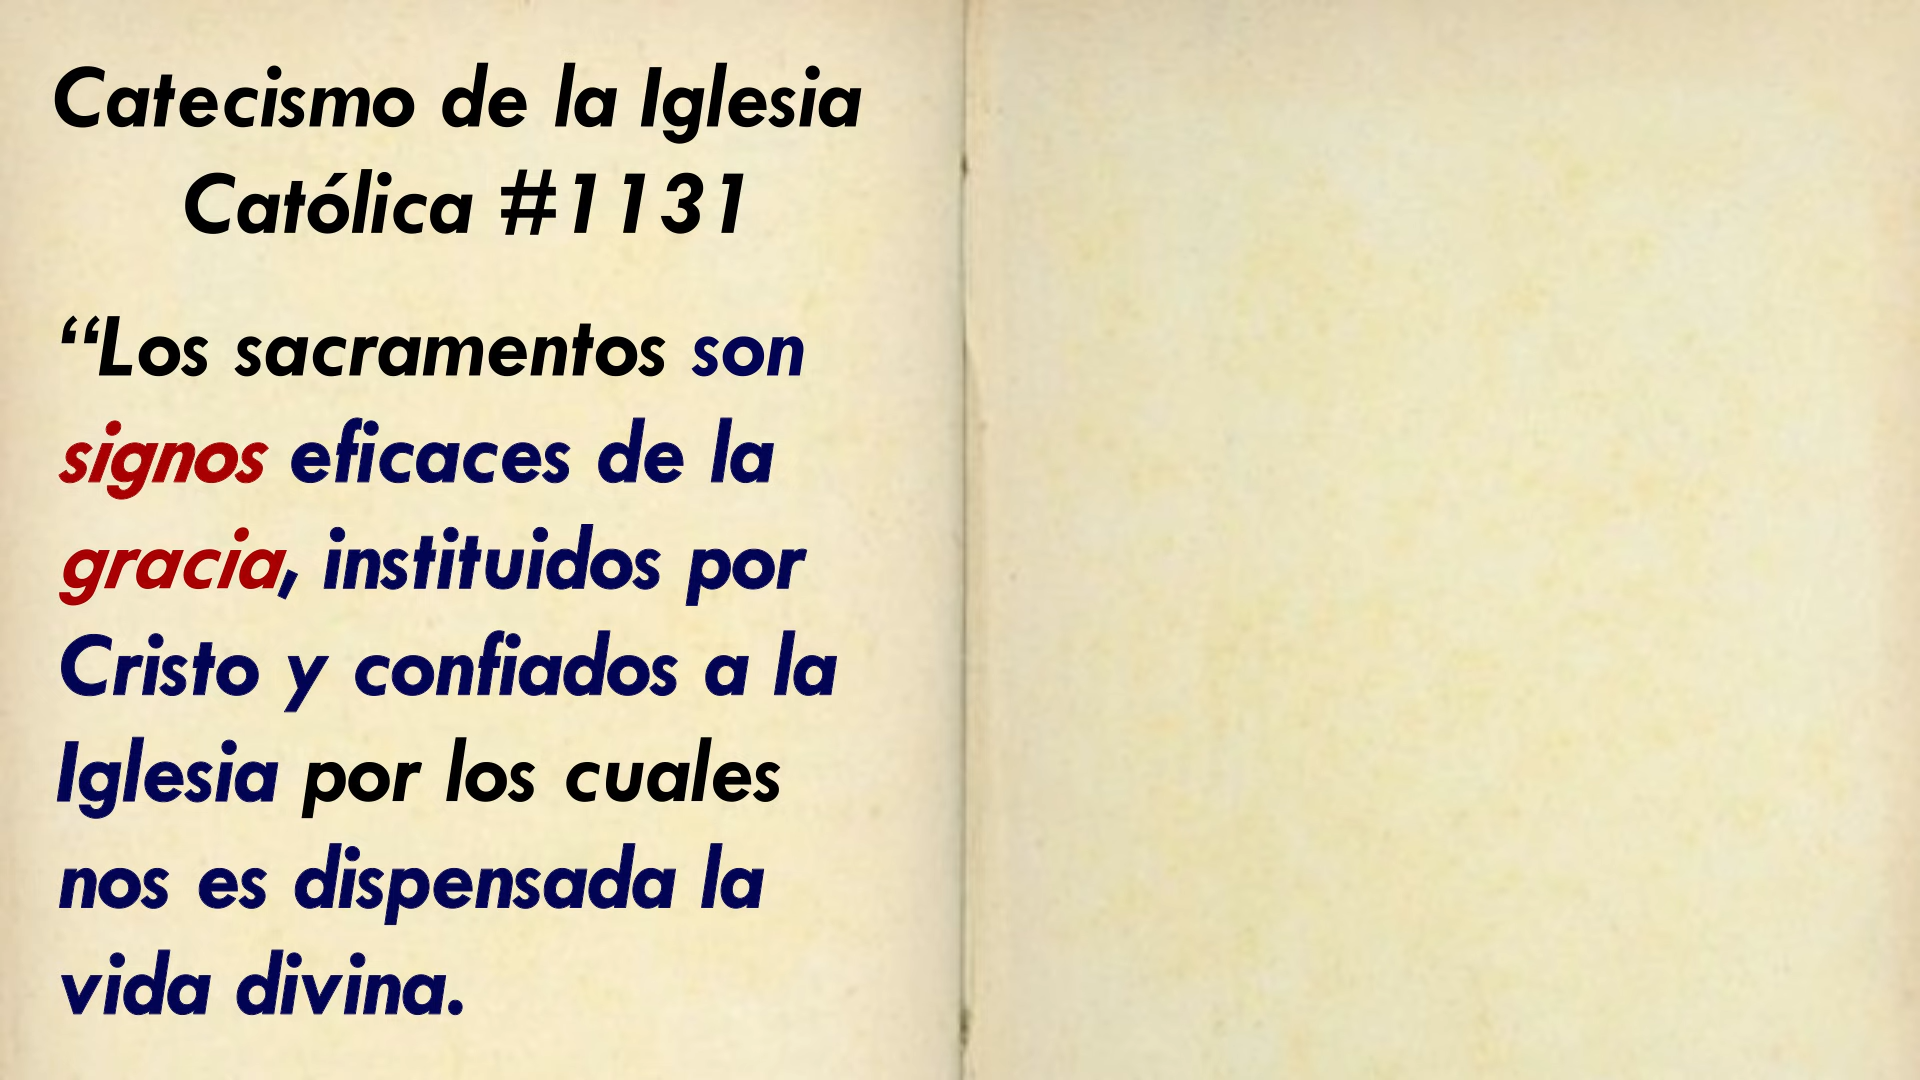 Catecismo de la Iglesia
Católica #1131
“Los sacramentos son
signos eficaces de la
gracia, instituidos por
Cristo y confiados a la
Iglesia por los cuales
nos es dispensada la
vida divina.